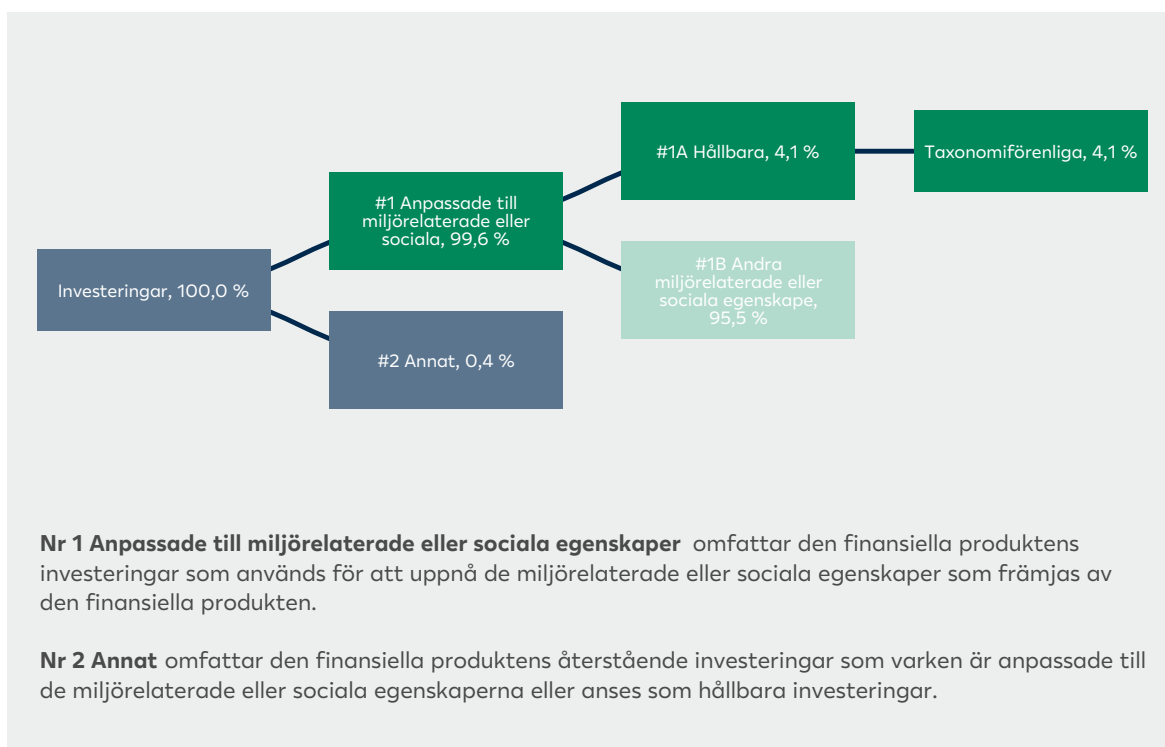 #1A Hållbara, 4,1 %
Taxonomiförenliga, 4,1 %
#1 Anpassade till
miljörelaterade eller
sociala, 99,6 %
#1B Andra
miljörelaterade eller
sociala egenskape,
95,5 %
Investeringar, 100,0 %
#2 Annat, 0,4 %
Nr 1 Anpassade till miljörelaterade eller sociala egenskaper omfattar den finansiella produktens
investeringar som används för att uppnå de miljörelaterade eller sociala egenskaper som främjas av
den finansiella produkten.
Nr 2 Annat omfattar den finansiella produktens återstående investeringar som varken är anpassade till
de miljörelaterade eller sociala egenskaperna eller anses som hållbara investeringar.